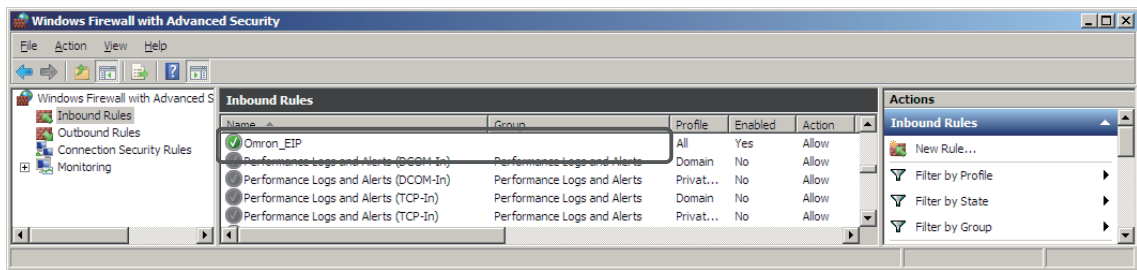 Windows Firewall with Advanced Security
File Action View Help
Windows Firewall with Advanced S
Inbound Rules
Outbound Rules
Connection Security Rules
Monitoring
Inbound Rules
Name Group Profile Enabled Action
Omron_EIP All Yes Allow
Performance Logs and Alerts (DCOM-In) Performance Logs and Alerts Domain No Allow
Performance Logs and Alerts (DCOM-In) Performance Logs and Alerts Privat... No Allow
Performance Logs and Alerts (TCP-In) Performance Logs and Alerts Domain No Allow
Performance Logs and Alerts (TCP-In) Performance Logs and Alerts Privat... No Allow
Actions
Inbound Rules
New Rule...
Filter by Profile
Filter by State
Filter by Group